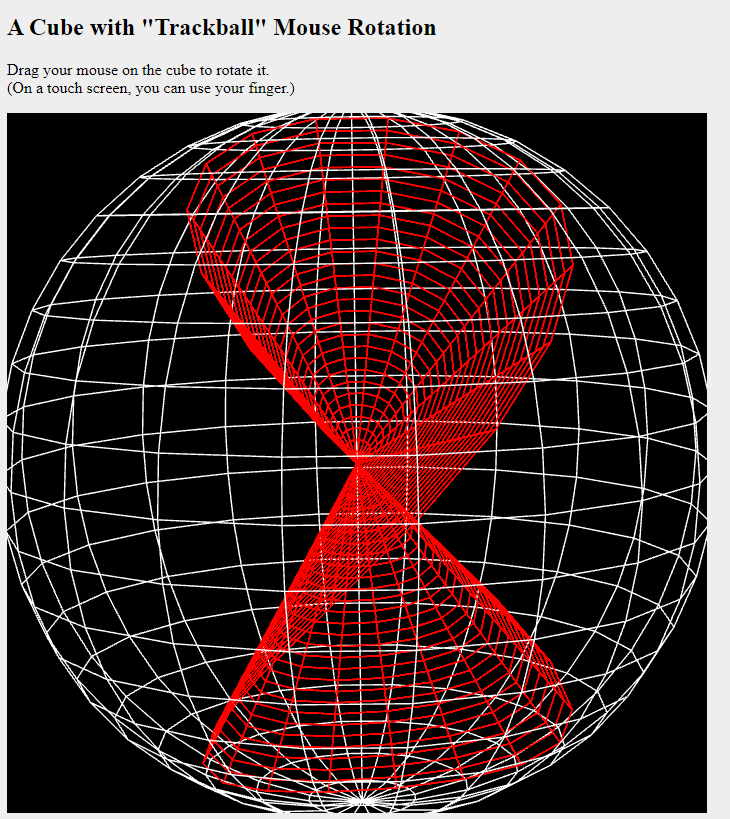 A Cube with "Trackball" Mouse Rotation
Drag your mouse on the cube to rotate it.
(On a touch screen, you can use your finger.)